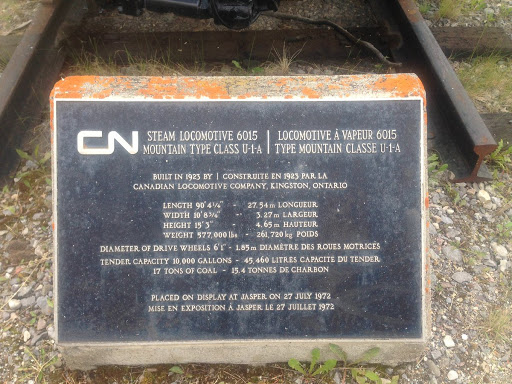 CN STEAM LOCOMOTIVE 6015 | LOCOMOTIVE À VAPEUR 6015
MOUNTAIN TYPE CLASS U-1-A | TYPE MOUNTAIN CLASSE U-1-A
BUILT IN 1923 BY | CONSTRUITE EN 1923 PAR LA
CANADIAN LOCOMOTIVE COMPANY, KINGSTON, ONTARIO
LENGTH 90' 4¼" - 27.54 m LONGUEUR
WIDTH 10' 8¾" - 3.27 m LARGEUR
HEIGHT 15' 3" - 4.65 m HAUTEUR
WEIGHT 577,000 lbs - 261,720 kg POIDS
DIAMETER OF DRIVE WHEELS 6'1" - 1.85 m DIAMÈTRE DES ROUES MOTRICES
TENDER CAPACITY 10,000 GALLONS - 45,460 LITRES CAPACITE DU TENDER
17 TONS OF COAL - 15.4 TONNES DE CHARBON
PLACED ON DISPLAY AT JASPER ON 27 JULY 1972
MISE EN EXPOSITION À JASPER LE 27 JUILLET 1972